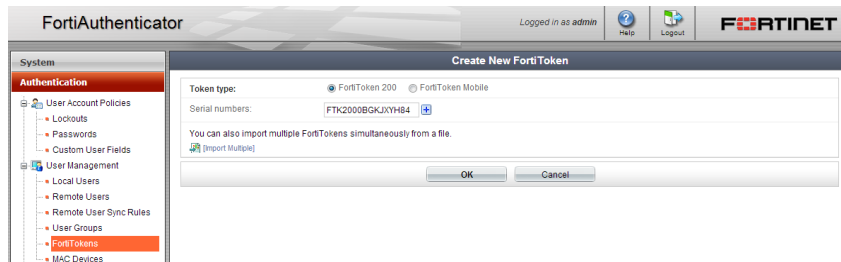 FortiAuthenticator
Logged in as admin
Help
Logout
FORTINET
System
Authentication
User Account Policies
Lockouts
Passwords
Custom User Fields
User Management
Local Users
Remote Users
Remote User Sync Rules
User Groups
FortiTokens
MAC Devices
Create New FortiToken
Token type:
FortiToken 200
FortiToken Mobile
Serial numbers:
FTK2000BGKJXYH84
You can also import multiple FortiTokens simultaneously from a file.
[Import Multiple]
OK
Cancel